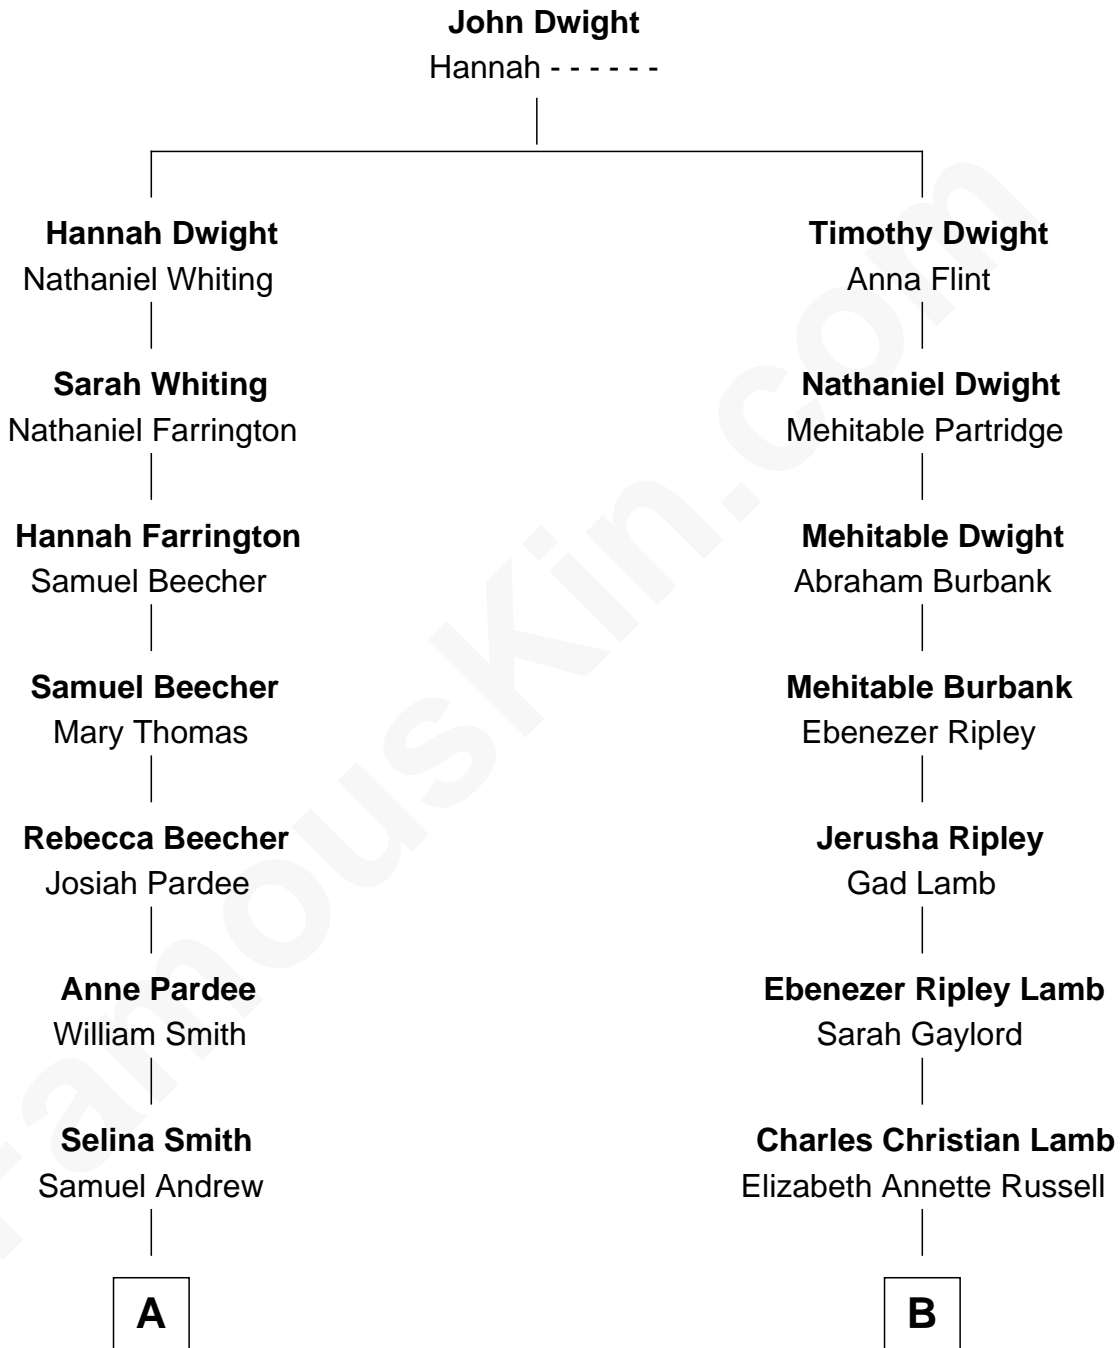 John Dwight
Hannah - - - - - -
Hannah Dwight
Nathaniel Whiting
Timothy Dwight
Anna Flint
Sarah Whiting
Nathaniel Farrington
Nathaniel Dwight
Mehitable Partridge
Hannah Farrington
Samuel Beecher
Mehitable Dwight
Abraham Burbank
Samuel Beecher
Mary Thomas
Mehitable Burbank
Ebenezer Ripley
Rebecca Beecher
Josiah Pardee
Jerusha Ripley
Gad Lamb
Anne Pardee
William Smith
Ebenezer Ripley Lamb
Sarah Gaylord
Selina Smith
Samuel Andrew
Charles Christian Lamb
Elizabeth Annette Russell
A
B
FamousKin.com